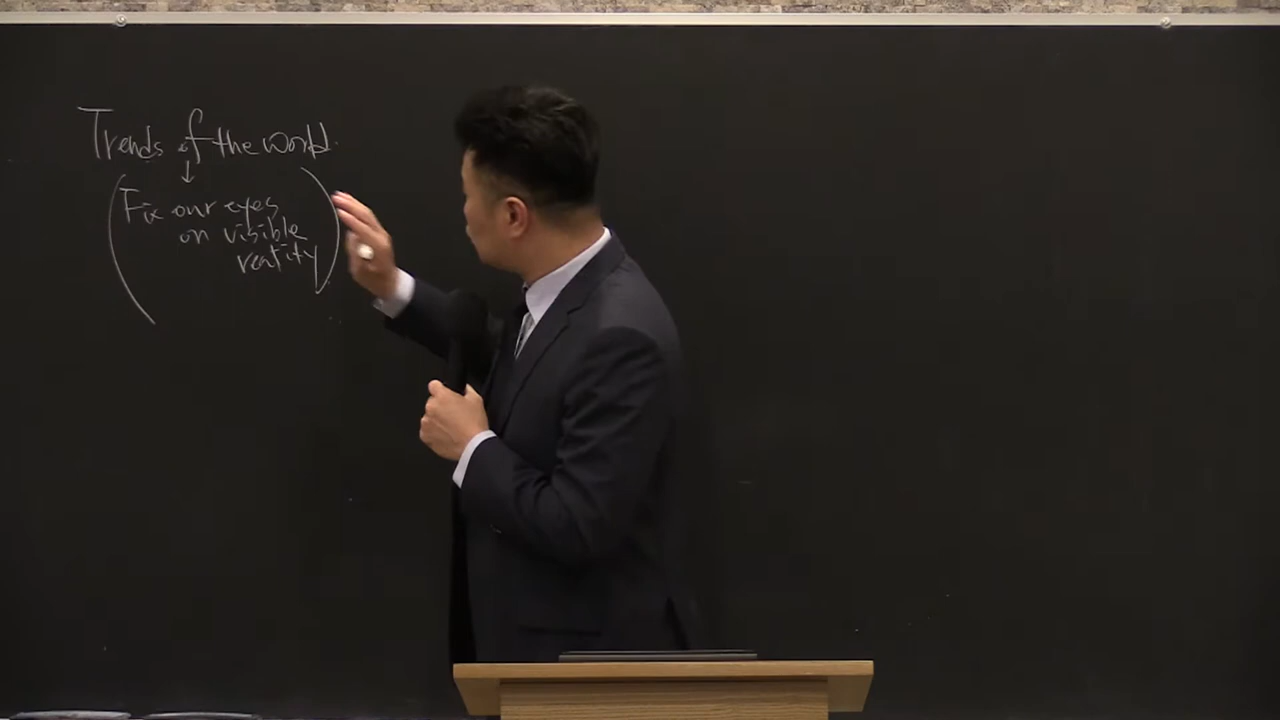 Trends of the world
↓
(Fix our eyes
on visible
reality)